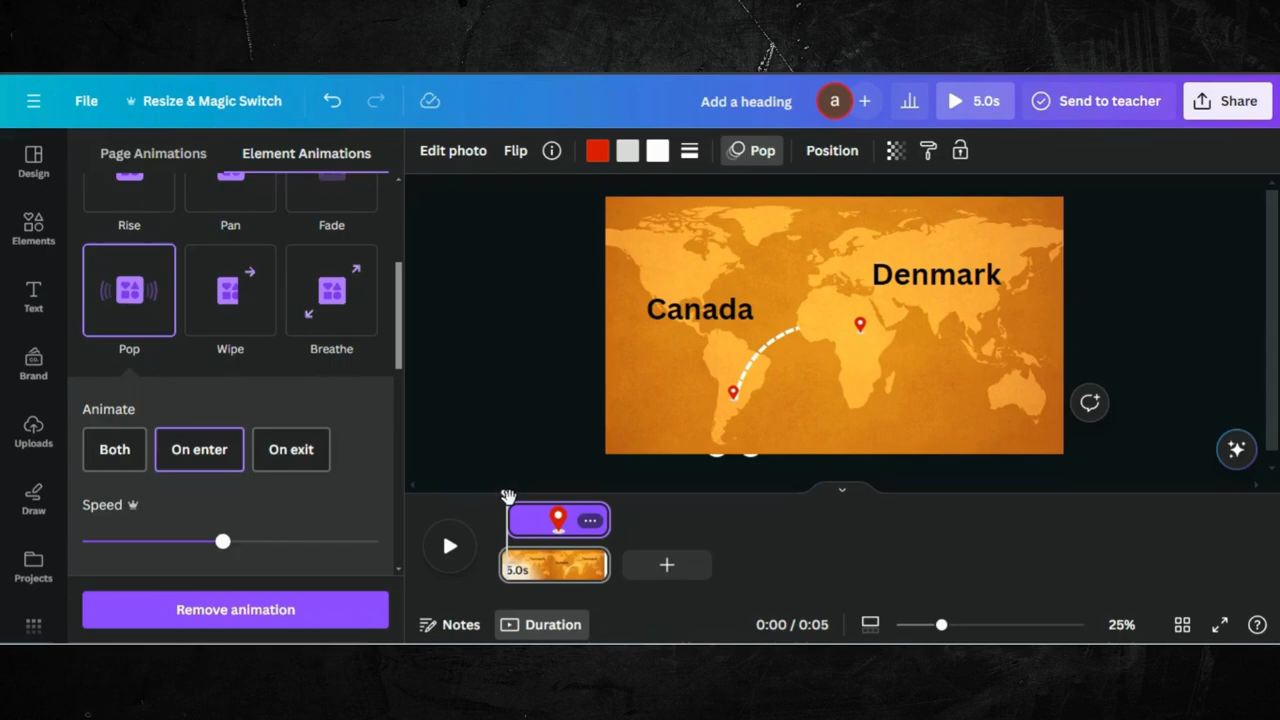 File
Resize & Magic Switch
Add a heading
a
5.0s
Send to teacher
Share
Design
Elements
Text
Brand
Uploads
Draw
Projects
Page Animations
Element Animations
Rise
Pan
Fade
Pop
Wipe
Breathe
Animate
Both
On enter
On exit
Speed
Remove animation
Edit photo
Flip
Pop
Position
Canada
Denmark
5.0s
Notes
Duration
0:00 / 0:05
25%